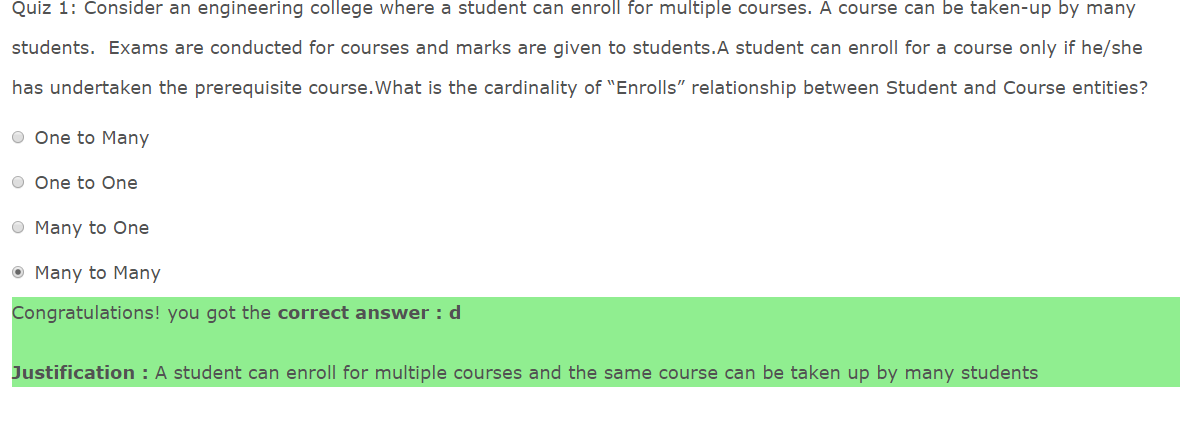 Quiz 1: Consider an engineering college where a student can enroll for multiple courses. A course can be taken-up by many
students.  Exams are conducted for courses and marks are given to students.A student can enroll for a course only if he/she
has undertaken the prerequisite course.What is the cardinality of “Enrolls” relationship between Student and Course entities?
One to Many
One to One
Many to One
Many to Many
Congratulations! you got the correct answer : d
Justification : A student can enroll for multiple courses and the same course can be taken up by many students